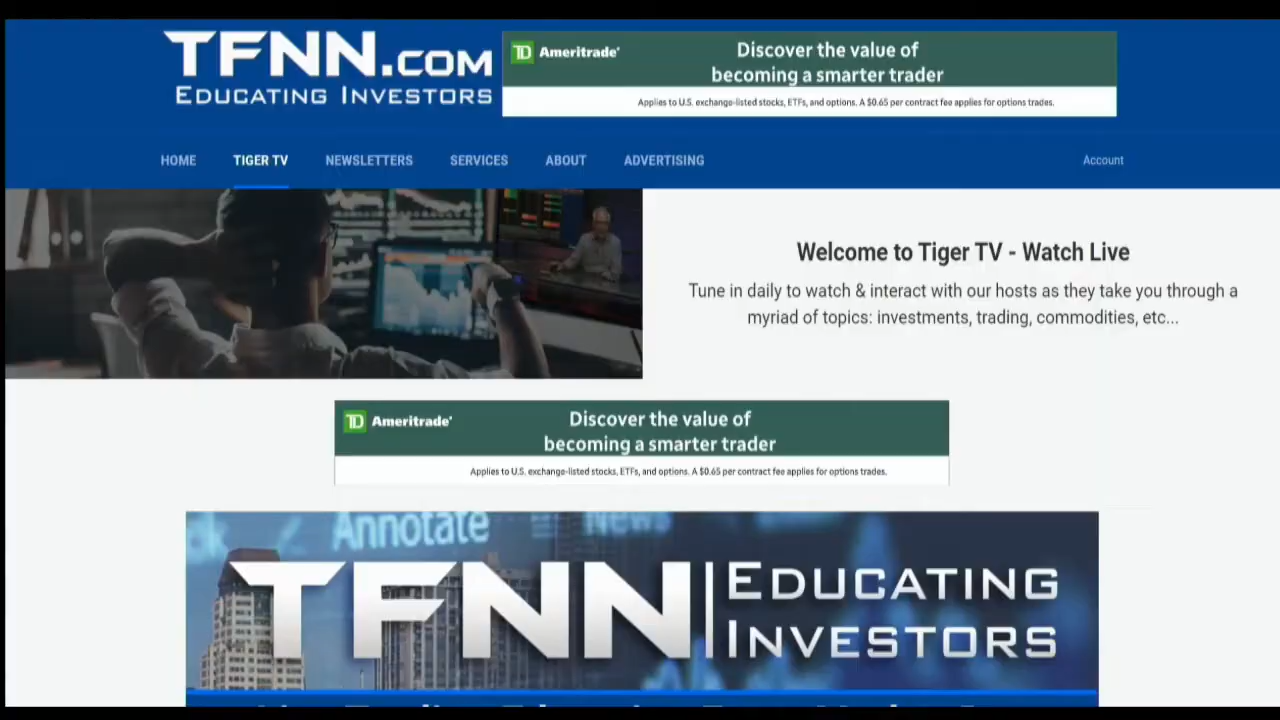 TFNN.COM
EDUCATING INVESTORS
TD Ameritrade
Discover the value of
becoming a smarter trader
Applies to U.S. exchange-listed stocks, ETFs, and options. A $0.65 per contract fee applies for options trades.
HOME TIGER TV NEWSLETTERS SERVICES ABOUT ADVERTISING Account
Welcome to Tiger TV - Watch Live
Tune in daily to watch & interact with our hosts as they take you through a
myriad of topics: investments, trading, commodities, etc...
TD Ameritrade
Discover the value of
becoming a smarter trader
Applies to U.S. exchange-listed stocks, ETFs, and options. A $0.65 per contract fee applies for options trades.
Annotate News
TFNN EDUCATING
INVESTORS